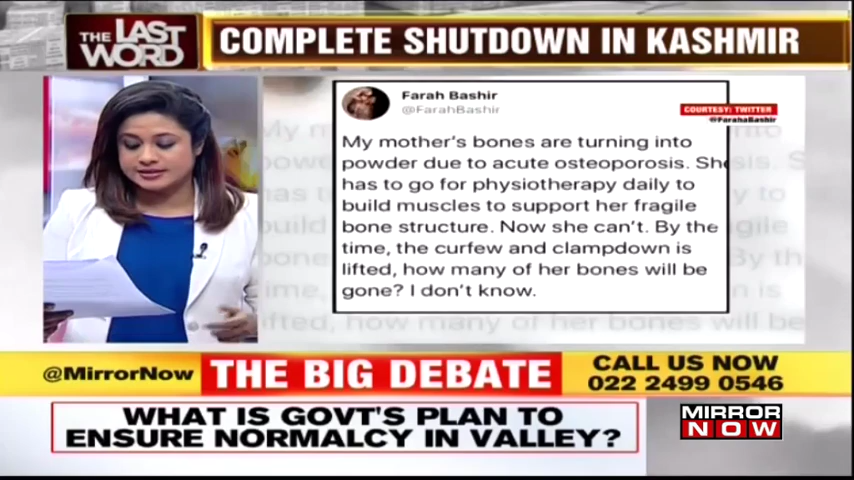 THE LAST WORD
COMPLETE SHUTDOWN IN KASHMIR
Farah Bashir
@FarahBashir
COURTESY: TWITTER
@FarahaBashir
My mother's bones are turning into
powder due to acute osteoporosis. She
has to go for physiotherapy daily to
build muscles to support her fragile
bone structure. Now she can't. By the
time, the curfew and clampdown is
lifted, how many of her bones will be
gone? I don't know.
@MirrorNow
THE BIG DEBATE
CALL US NOW
022 2499 0546
WHAT IS GOVT'S PLAN TO
ENSURE NORMALCY IN VALLEY?
MIRROR
NOW